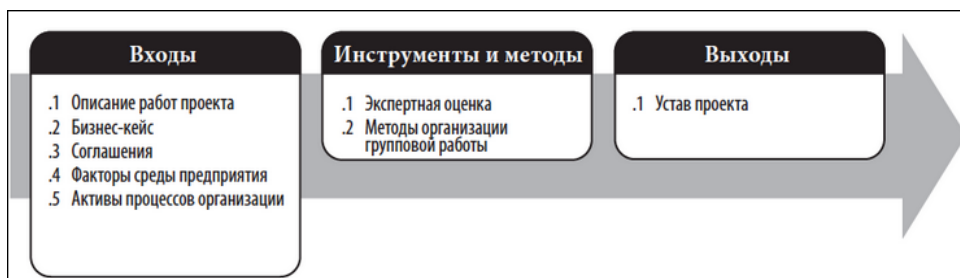 Входы
.1 Описание работ проекта
.2 Бизнес-кейс
.3 Соглашения
.4 Факторы среды предприятия
.5 Активы процессов организации
Инструменты и методы
.1 Экспертная оценка
.2 Методы организации
групповой работы
Выходы
.1 Устав проекта